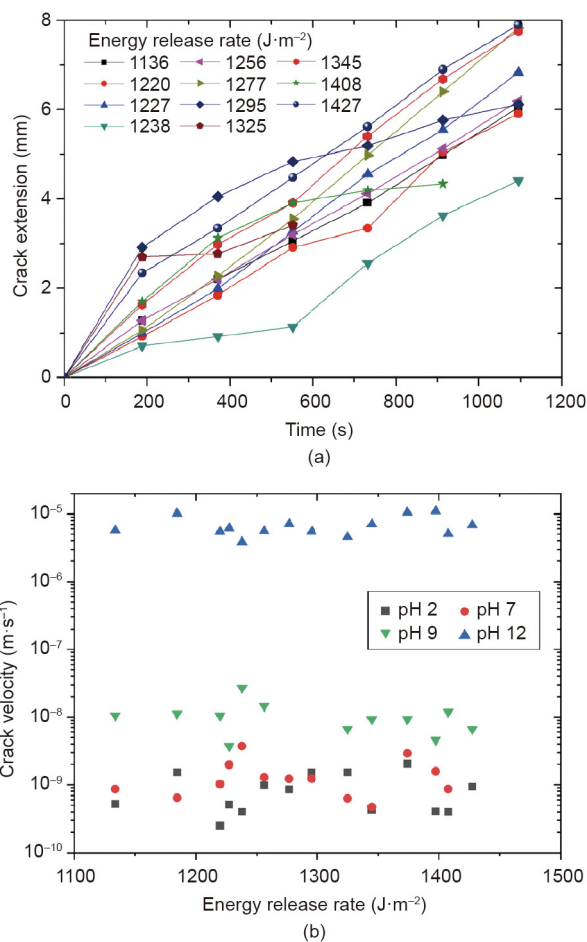 Energy release rate (J·m⁻²)
1136 1256 1345
1220 1277 1408
1227 1295 1427
1238 1325
8
6
4
2
0
Crack extension (mm)
0 200 400 600 800 1000 1200
Time (s)
(a)
10⁻⁵
10⁻⁶
10⁻⁷
10⁻⁸
10⁻⁹
10⁻¹⁰
Crack velocity (m·s⁻¹)
pH 2 pH 7
pH 9 pH 12
1100 1200 1300 1400 1500
Energy release rate (J·m⁻²)
(b)